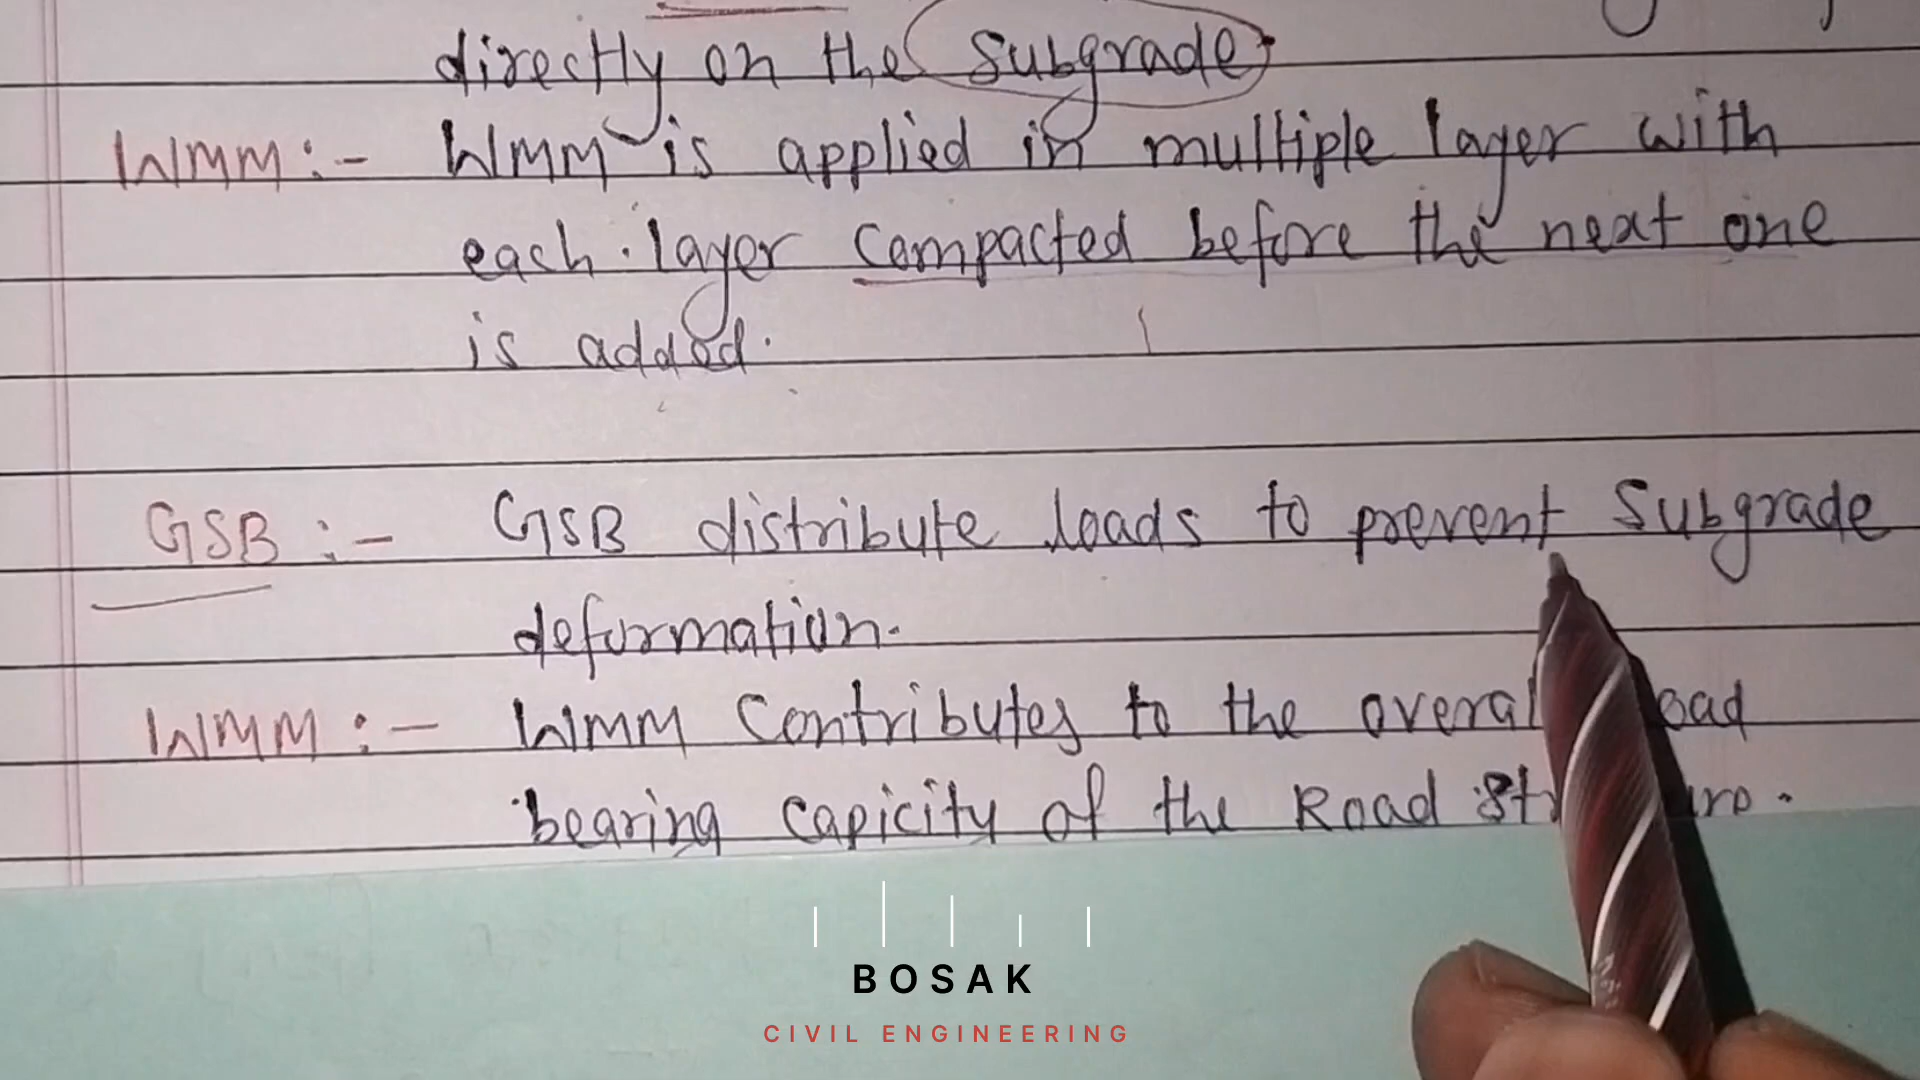 directly on the Subgrade
WMM :- WMM is applied in multiple layer with
each layer compacted before the next one
is added.
GSB :- GSB distribute loads to prevent Subgrade
deformation.
WMM :- WMM Contributes to the overal
bearing capicity of the Road
BOSAK
CIVIL ENGINEERING